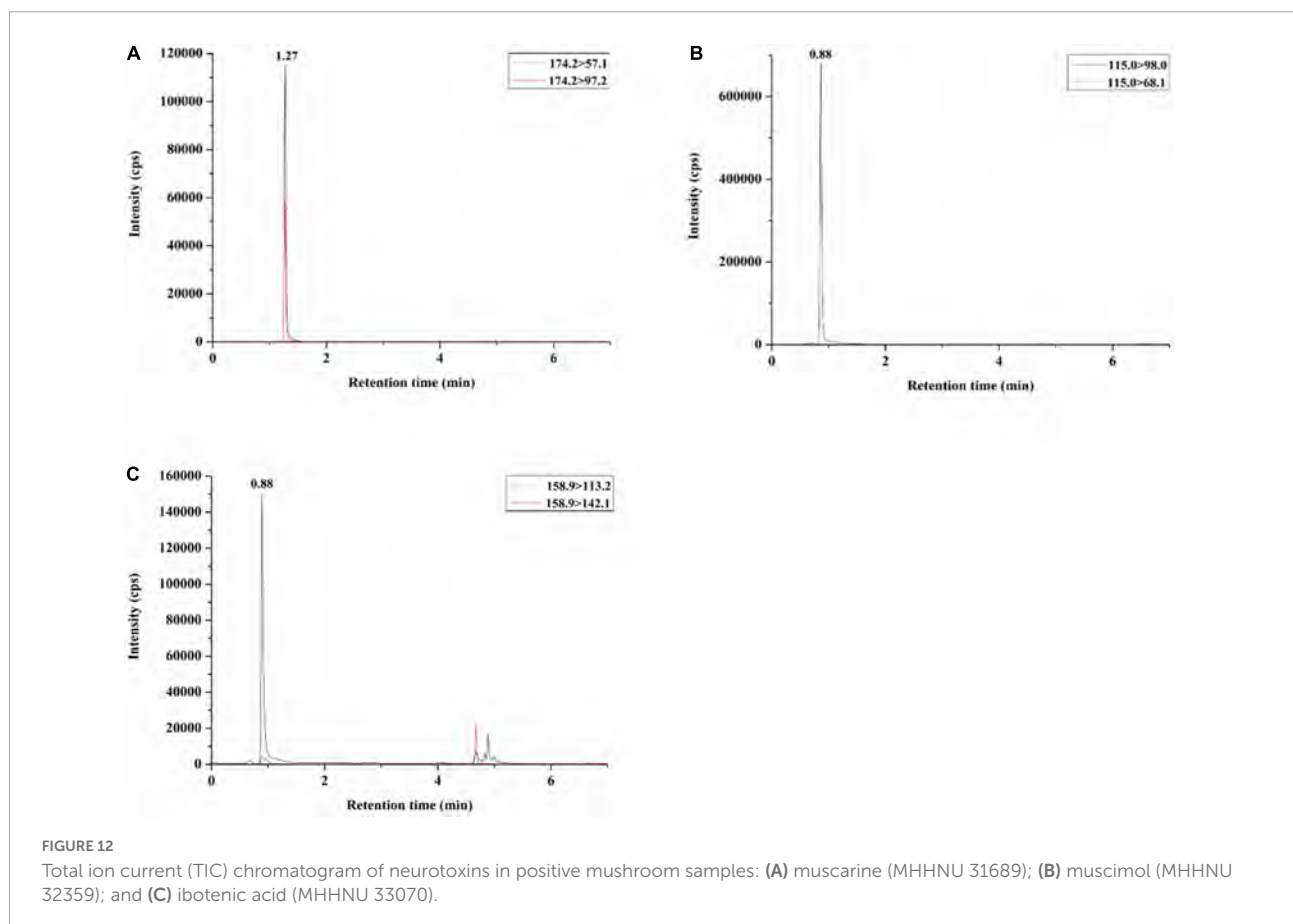 A
120000
100000
80000
60000
40000
20000
0
Intensity (cps)
1.27
174.2>57.1
174.2>97.2
0 2 4 6
Retention time (min)
B
600000
400000
200000
0
Intensity (cps)
0.88
115.0>98.0
115.0>68.1
0 2 4 6
Retention time (min)
C
160000
140000
120000
100000
80000
60000
40000
20000
0
Intensity (cps)
0.88
158.9>113.2
158.9>142.1
0 2 4 6
Retention time (min)
FIGURE 12
Total ion current (TIC) chromatogram of neurotoxins in positive mushroom samples: (A) muscarine (MHHNU 31689); (B) muscimol (MHHNU
32359); and (C) ibotenic acid (MHHNU 33070).